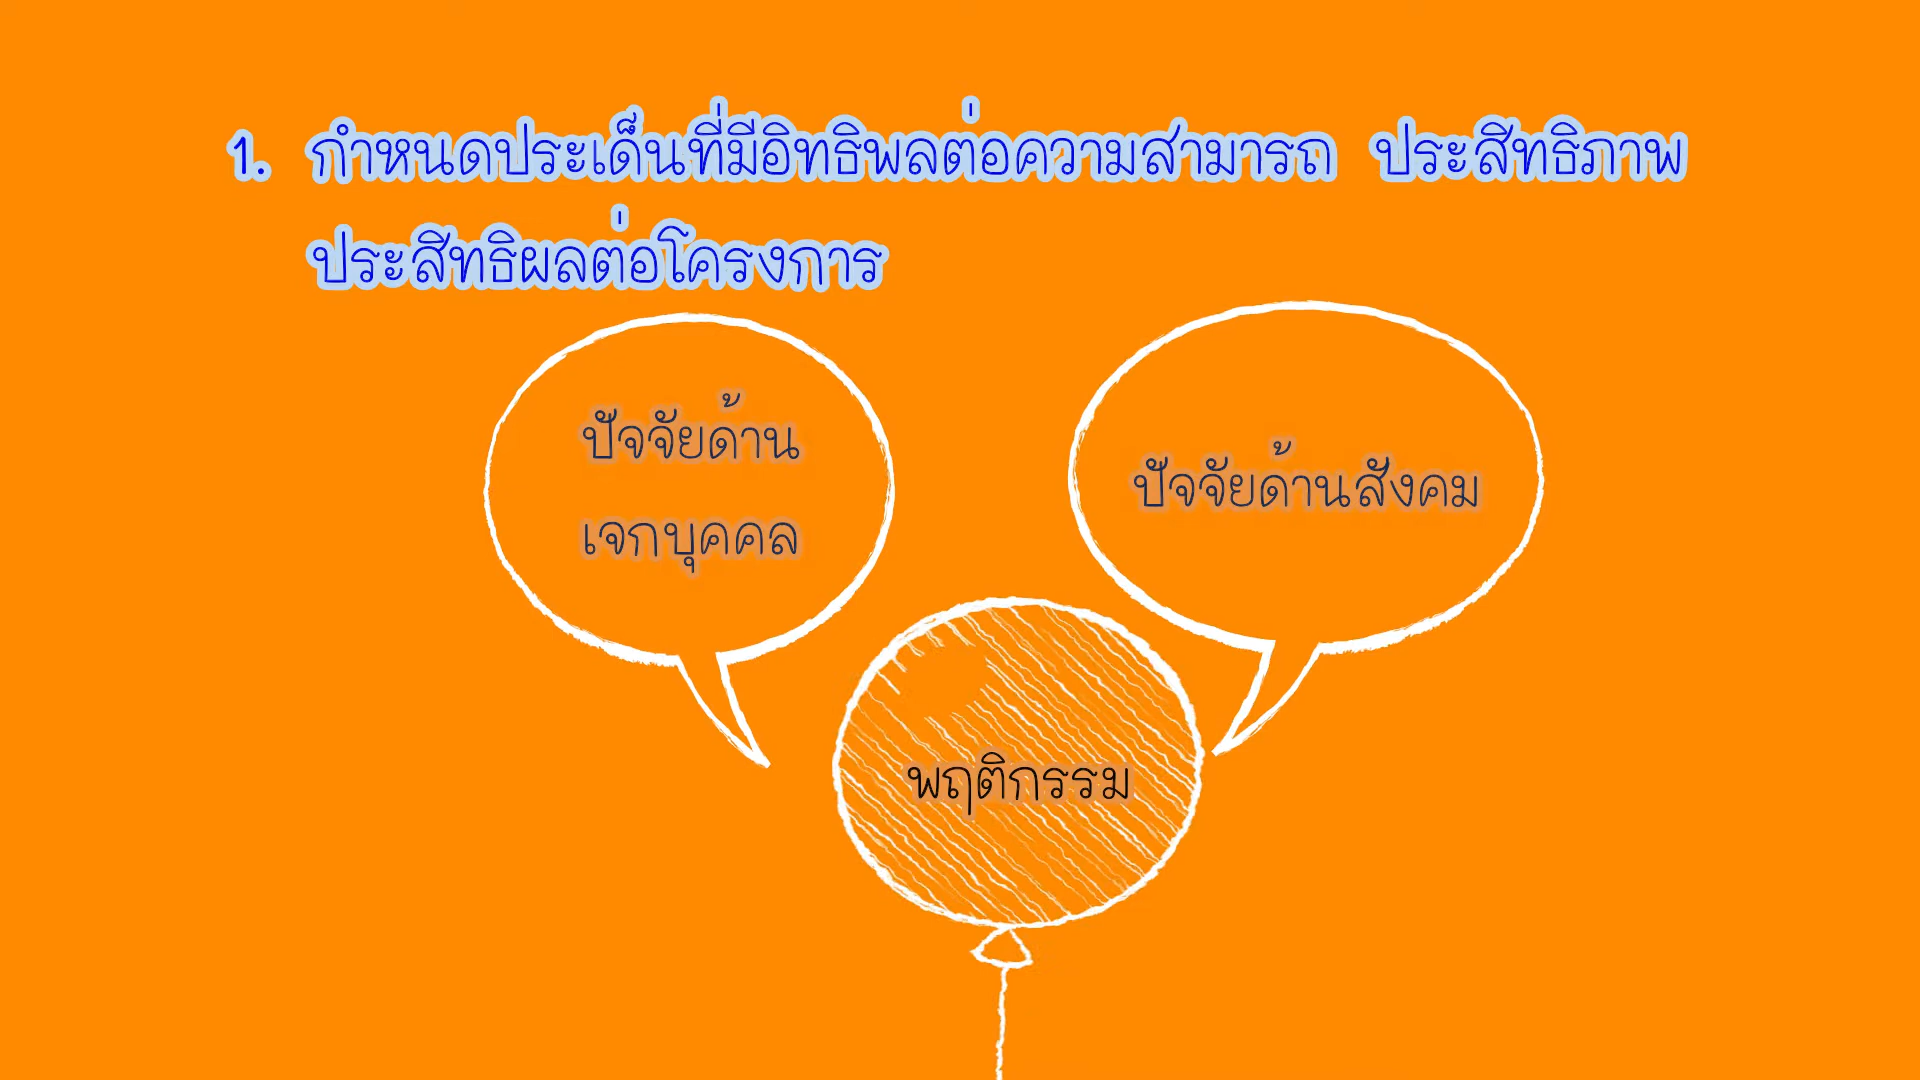 1. กำหนดประเด็นที่มีอิทธิพลต่อความสามารถ ประสิทธิภาพ
ประสิทธิผลต่อโครงการ
ปัจจัยด้าน
เจกบุคคล
ปัจจัยด้านสังคม
พฤติกรรม